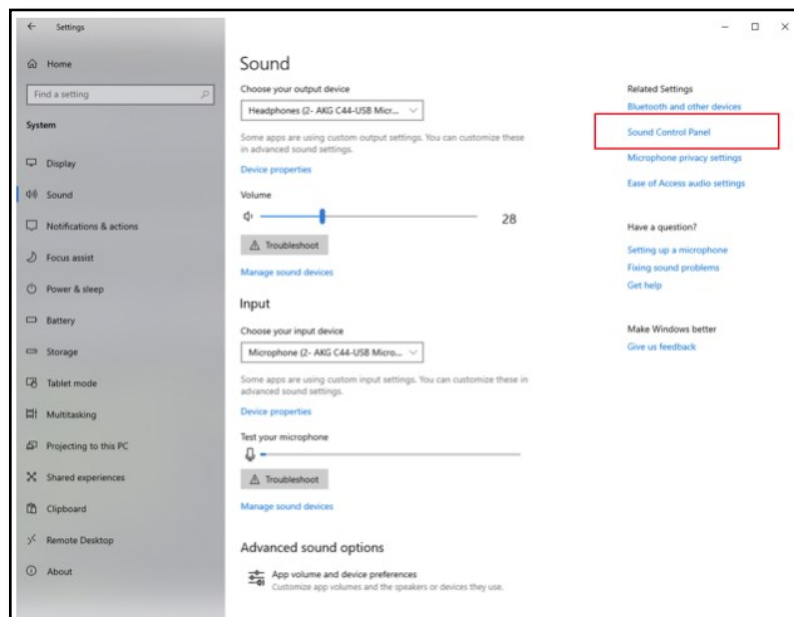 Settings
Home
Find a setting
System
Display
Sound
Notifications & actions
Focus assist
Power & sleep
Battery
Storage
Tablet mode
Multitasking
Projecting to this PC
Shared experiences
Clipboard
Remote Desktop
About
Sound
Choose your output device
Headphones (2- AKG C44-USB Micr...
Some apps are using custom output settings. You can customize these
in advanced sound settings.
Device properties
Volume
28
Troubleshoot
Manage sound devices
Input
Choose your input device
Microphone (2- AKG C44-USB Micro...
Some apps are using custom input settings. You can customize these in
advanced sound settings.
Device properties
Test your microphone
Troubleshoot
Manage sound devices
Advanced sound options
App volume and device preferences
Customize app volumes and the speakers or devices they use.
Related Settings
Bluetooth and other devices
Sound Control Panel
Microphone privacy settings
Ease of Access audio settings
Have a question?
Setting up a microphone
Fixing sound problems
Get help
Make Windows better
Give us feedback